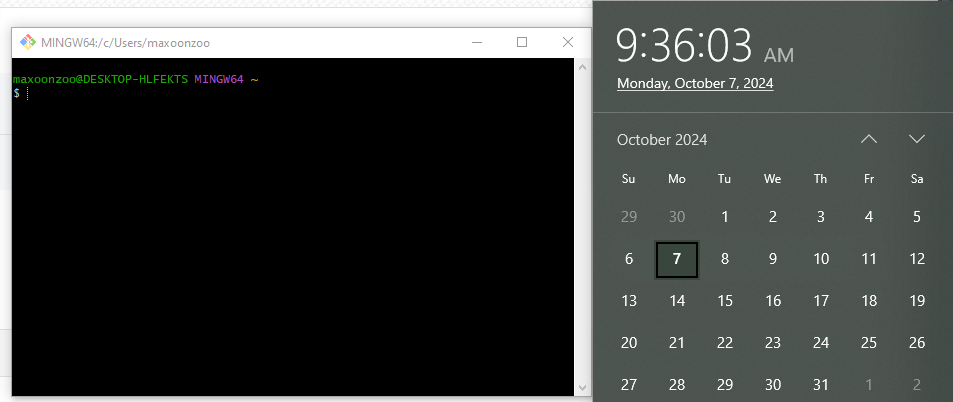 MINGW64:/c/Users/maxoonzoo
maxoonzoo@DESKTOP-HLFEKTS MINGW64 ~
$
9:36:03 AM
Monday, October 7, 2024
October 2024
Su Mo Tu We Th Fr Sa
29 30 1 2 3 4 5
6 7 8 9 10 11 12
13 14 15 16 17 18 19
20 21 22 23 24 25 26
27 28 29 30 31 1 2